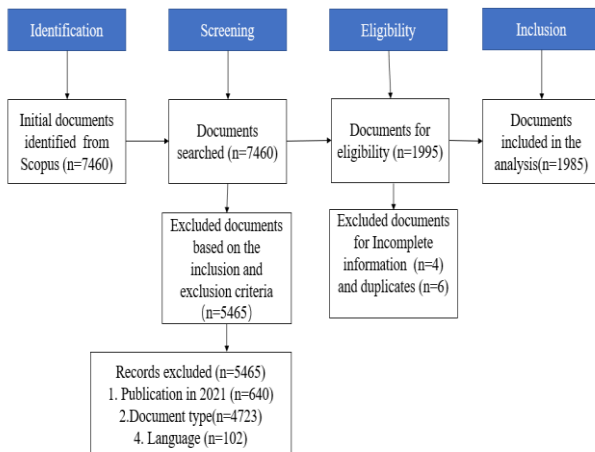 Identification
Screening
Eligibility
Inclusion
Initial documents
identified from
Scopus (n=7460)
Documents
searched (n=7460)
Documents for
eligibility (n=1995)
Documents
included in the
analysis(n=1985)
Excluded documents
based on the
inclusion and
exclusion criteria
(n=5465)
Excluded documents
for Incomplete
information (n=4)
and duplicates (n=6)
Records excluded (n=5465)
1. Publication in 2021 (n=640)
2.Document type(n=4723)
4. Language (n=102)